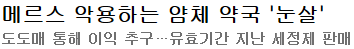 메르스 악용하는 얌체 약국 '눈살'
도도매 통해 이익 추구…유효기간 지난 세정제 판매